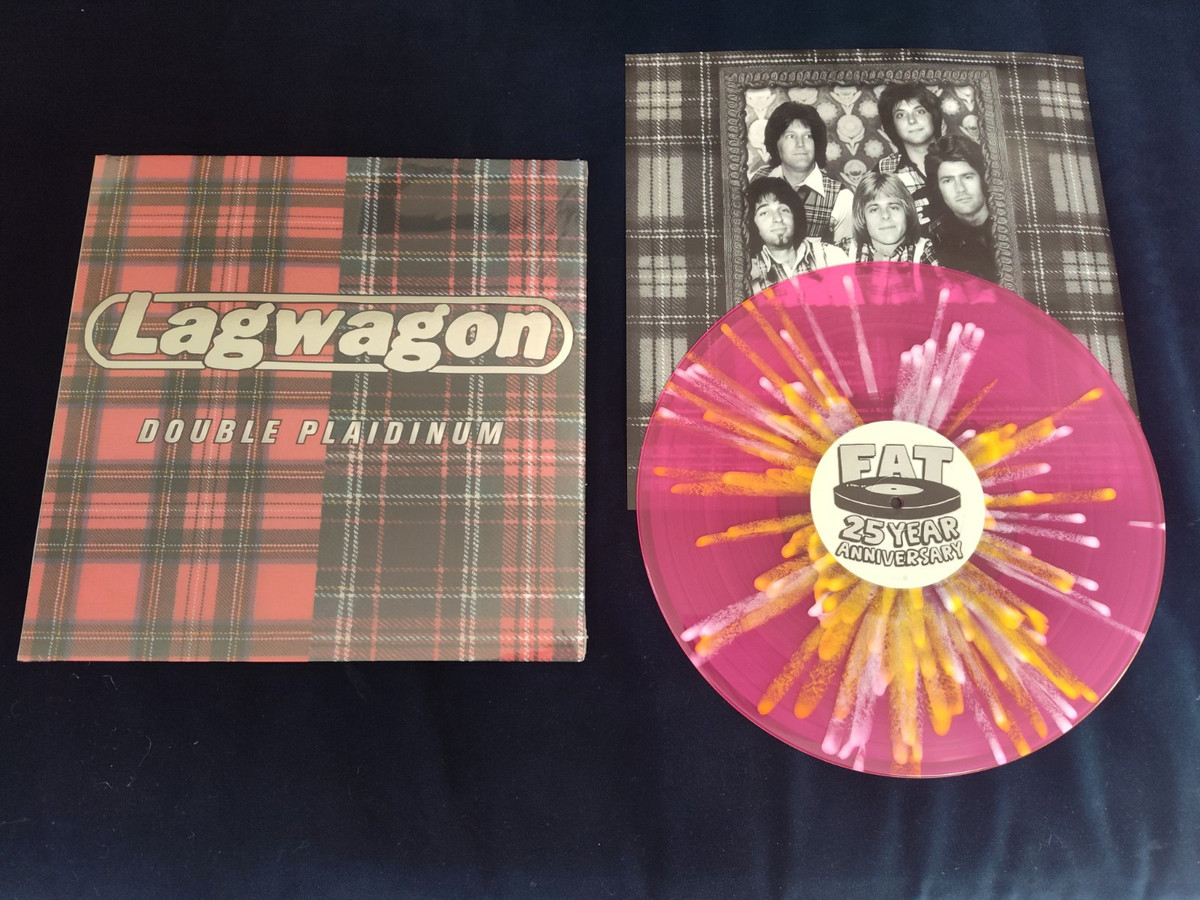 Lagwagon
DOUBLE PLAIDINUM
FAT
25 YEAR
ANNIVERSARY